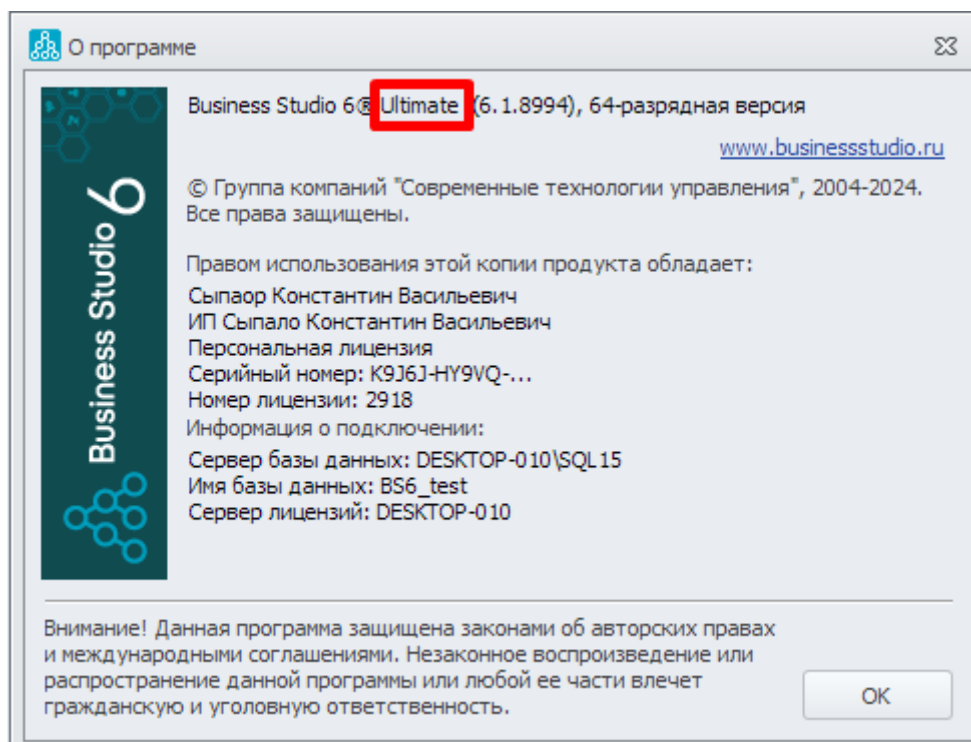 О программе
Business Studio 6® Ultimate (6.1.8994), 64-разрядная версия
www.businessstudio.ru
© Группа компаний "Современные технологии управления", 2004-2024.
Все права защищены.
Правом использования этой копии продукта обладает:
Сыпаор Константин Васильевич
ИП Сыпало Константин Васильевич
Персональная лицензия
Серийный номер: K9J6J-HY9VQ-...
Номер лицензии: 2918
Информация о подключении:
Сервер базы данных: DESKTOP-010\SQL15
Имя базы данных: BS6_test
Сервер лицензий: DESKTOP-010
Business Studio 6
Внимание! Данная программа защищена законами об авторских правах
и международными соглашениями. Незаконное воспроизведение или
распространение данной программы или любой ее части влечет
гражданскую и уголовную ответственность.
OK